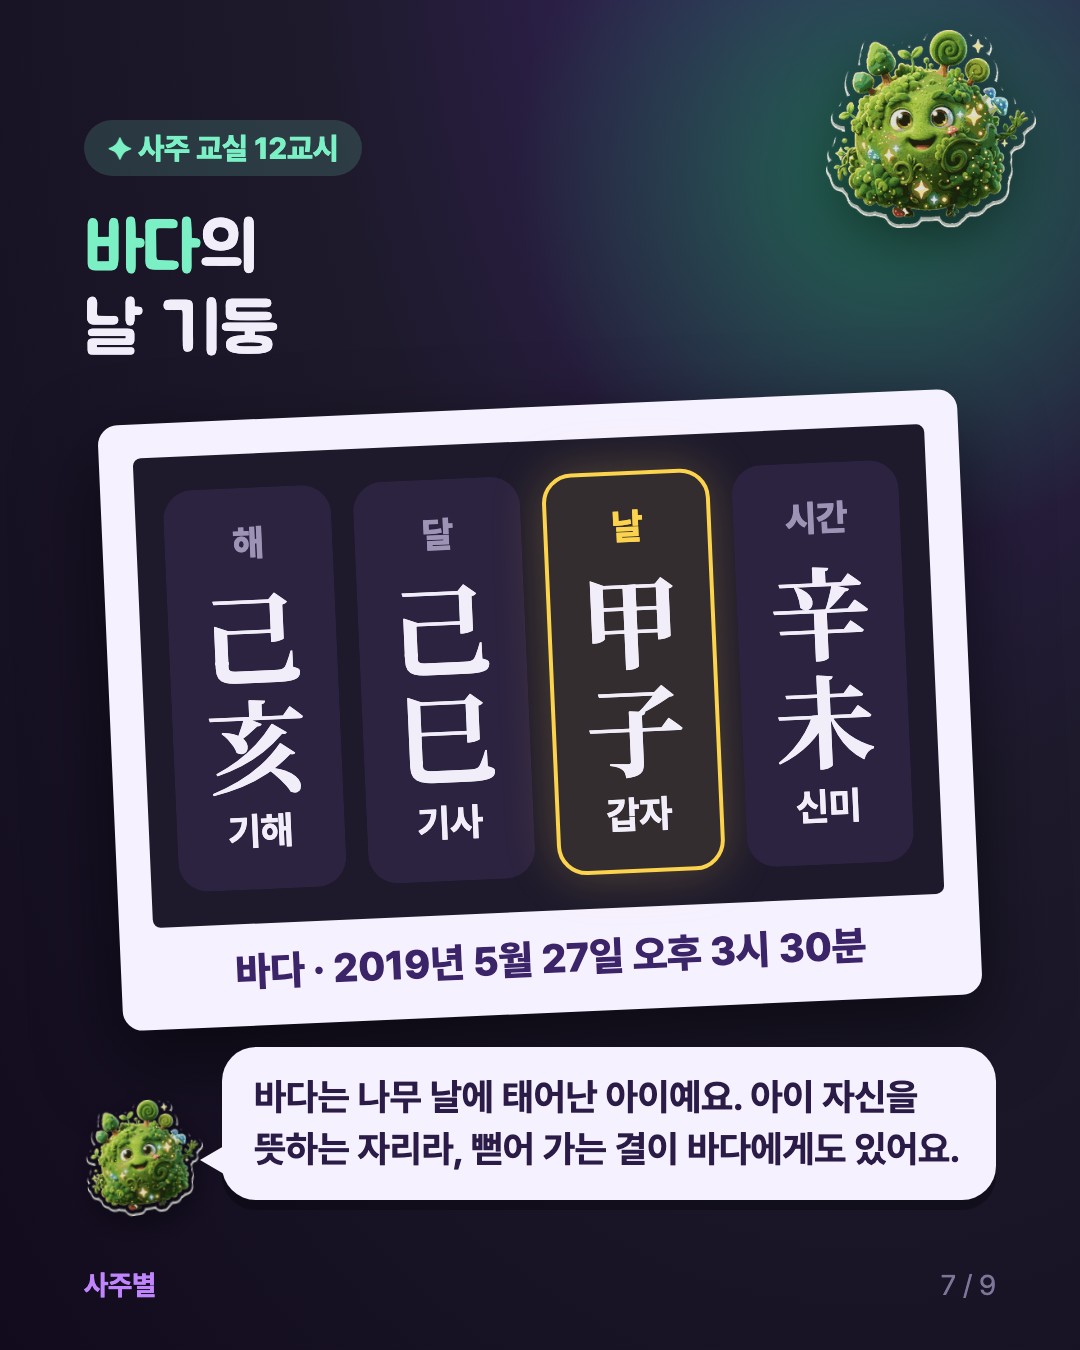 ✦ 사주 교실 12교시
바다의
날 기둥
해 달 날 시간
己 己 甲 辛
亥 巳 子 未
기해 기사 갑자 신미
바다 · 2019년 5월 27일 오후 3시 30분
바다는 나무 날에 태어난 아이예요. 아이 자신을
뜻하는 자리라, 뻗어 가는 결이 바다에게도 있어요.
사주별
7 / 9